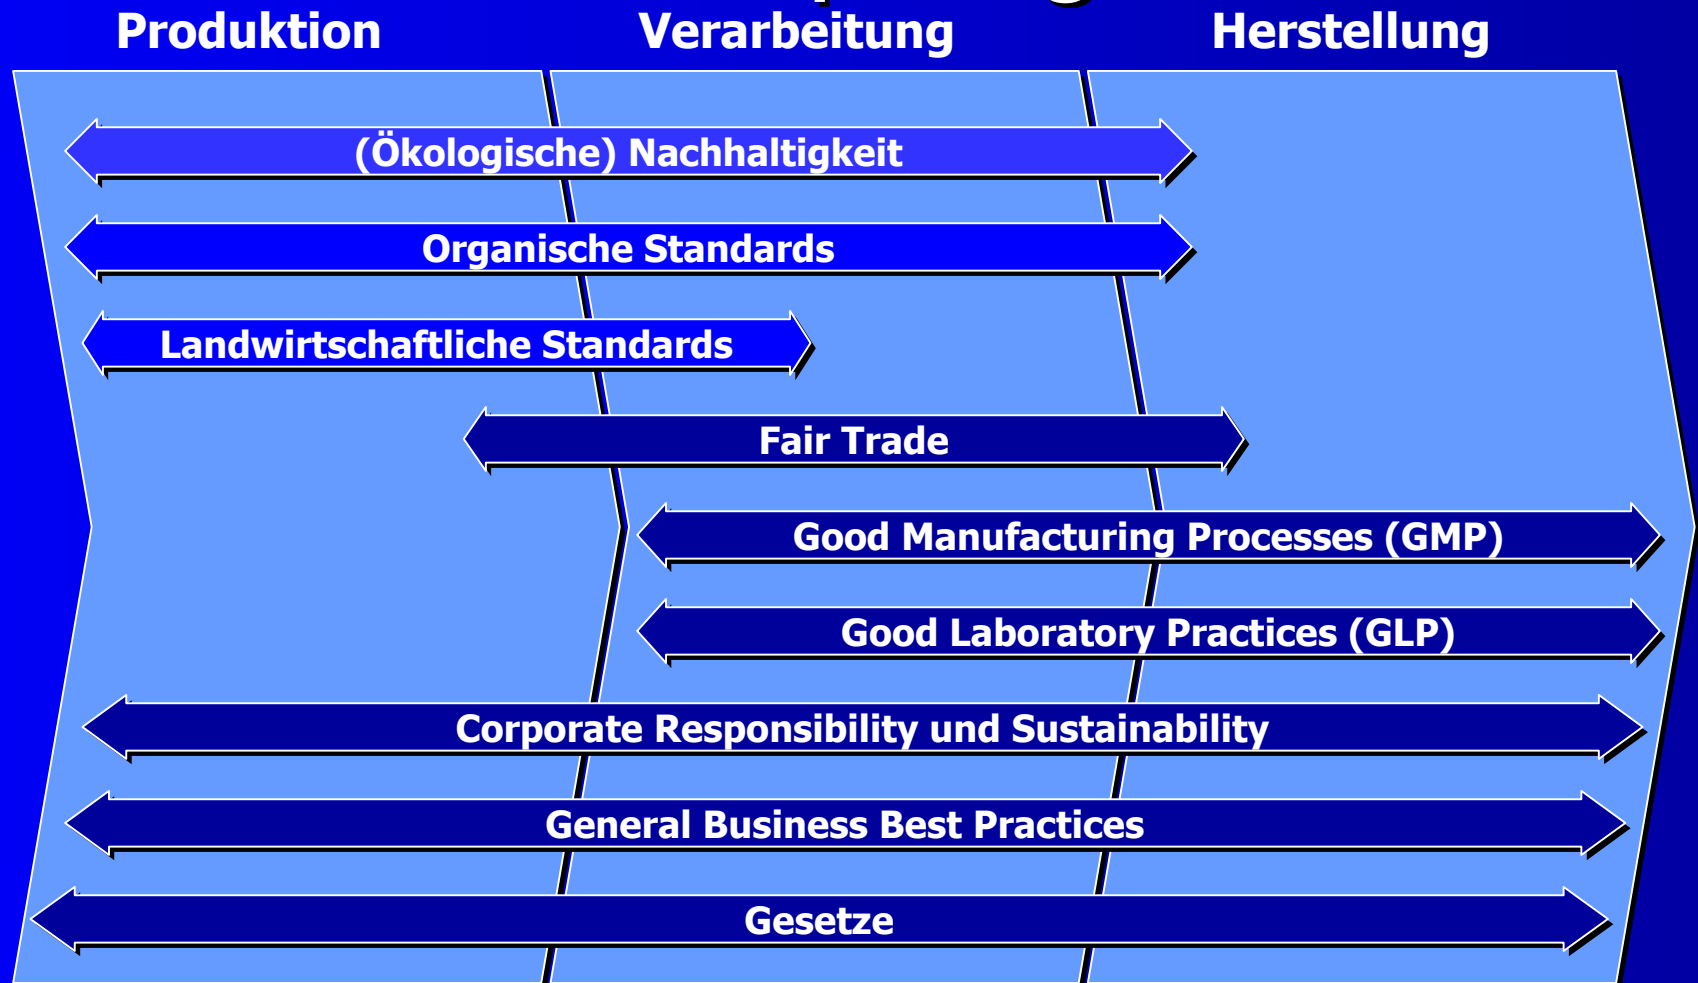 Produktion Verarbeitung Herstellung
(Ökologische) Nachhaltigkeit
Organische Standards
Landwirtschaftliche Standards
Fair Trade
Good Manufacturing Processes (GMP)
Good Laboratory Practices (GLP)
Corporate Responsibility und Sustainability
General Business Best Practices
Gesetze